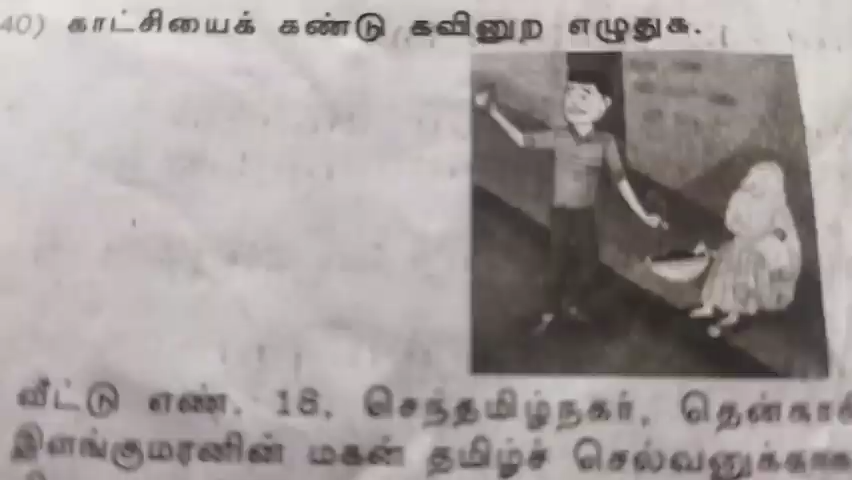 40) காட்சியைக் கண்டு கவினுற எழுதுக.
வீட்டு எண். 18, செந்தமிழ்நகர்,
இளங்குமரனின் மகன் தமிழ்ச் செல்வனுக்காக